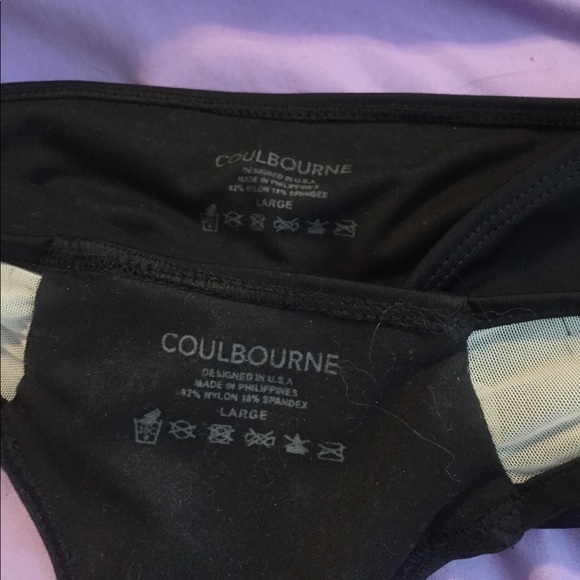 COULBOURNE
DESIGNED IN U.S.A
MADE IN PHILIPPINES
82% NYLON 18% SPANDEX
LARGE
COULBOURNE
DESIGNED IN U.S.A
MADE IN PHILIPPINES
82% NYLON 18% SPANDEX
LARGE